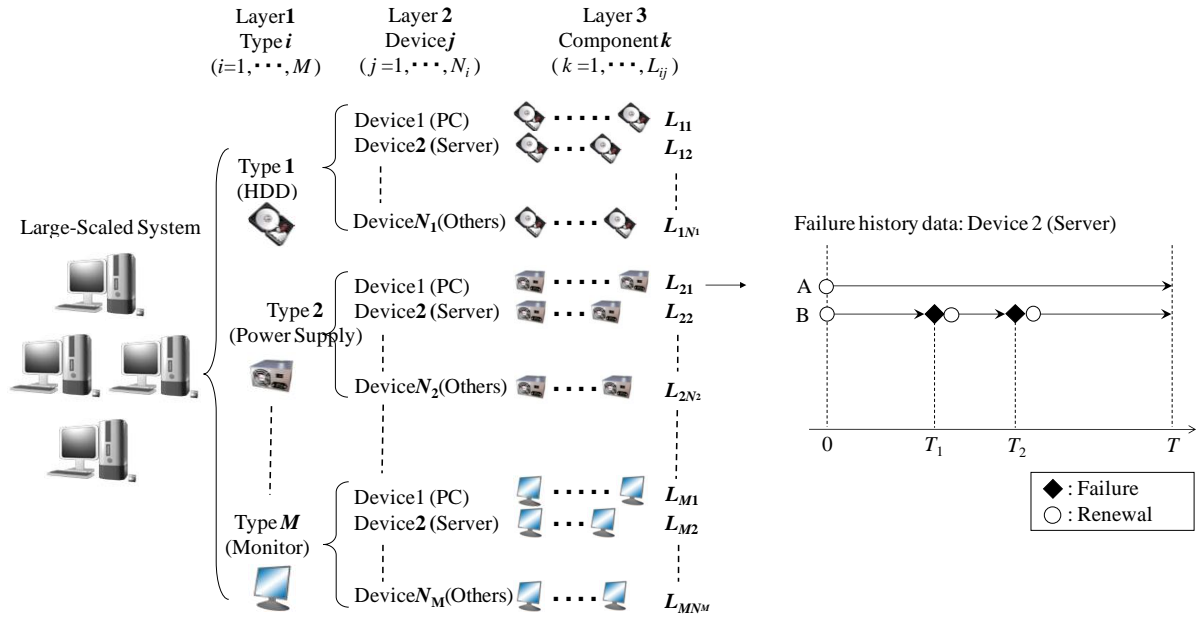 Layer1
Type i
(i=1,···,M)
Layer 2
Device j
(j =1,···,Nᵢ)
Layer 3
Component k
(k =1,···,Lᵢⱼ)
Large-Scaled System
Type 1
(HDD)
Device1 (PC)
L₁₁
Device2 (Server)
L₁₂
DeviceN₁(Others)
L1N1
Type 2
(Power Supply)
Device1 (PC)
L₂₁
Device2 (Server)
L₂₂
DeviceN₂(Others)
L2N2
Type M
(Monitor)
Device1 (PC)
LM1
Device2 (Server)
LM2
DeviceNM(Others)
LMNM
Failure history data: Device 2 (Server)
A
B
0
T₁
T₂
T
: Failure
: Renewal